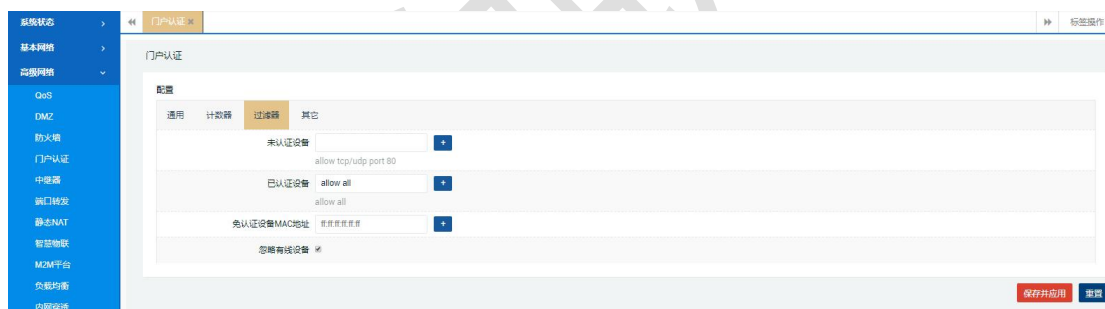 系统状态
基本网络
高级网络
QoS
DMZ
防火墙
门户认证
中继器
端口转发
静态NAT
智慧物联
M2M平台
负载均衡
内网穿透
门户认证
标签操作
门户认证
配置
通用 计数器 过滤器 其它
未认证设备
allow tcp/udp port 80
已认证设备 allow all
allow all
免认证设备MAC地址 ff:ff:ff:ff:ff:ff
忽略有线设备
保存并应用 重置